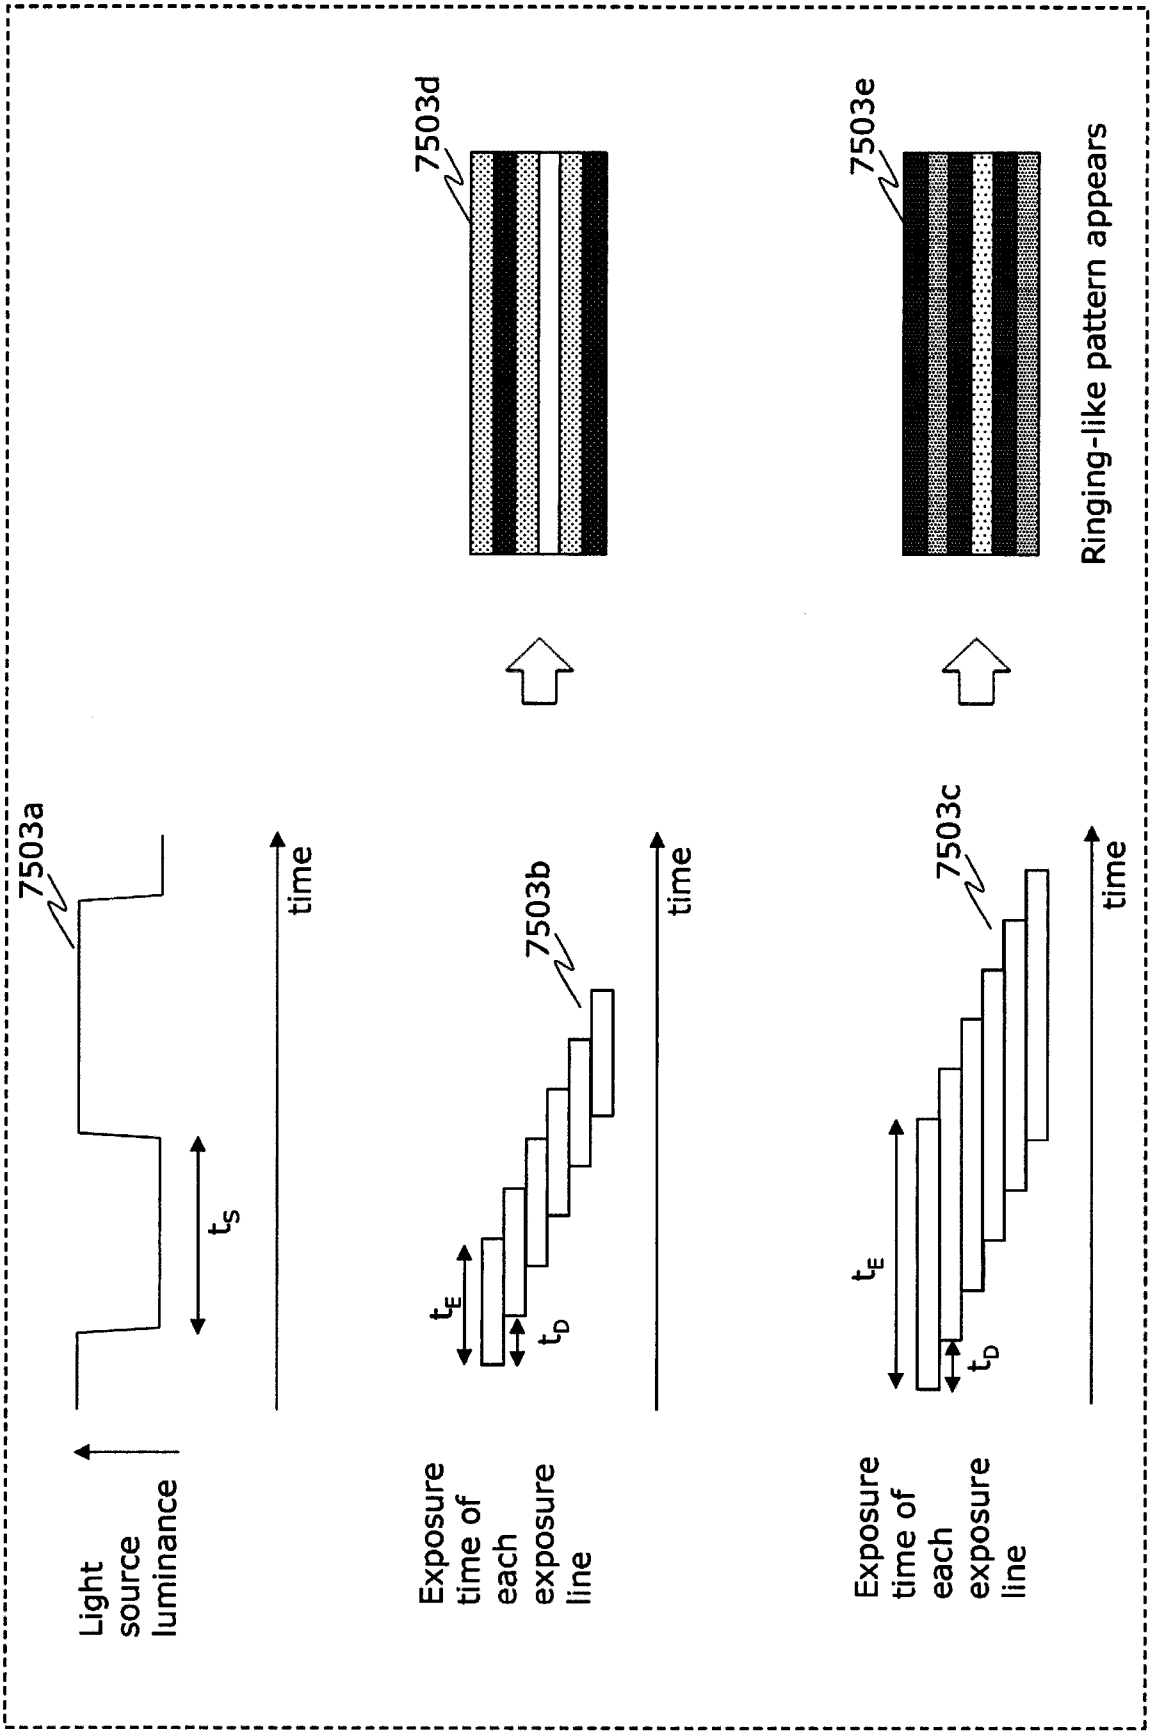 Light
source
luminance
7503a
t_S
time
Exposure
time of
each
exposure
line
t_E
t_D
7503b
time
7503d
Exposure
time of
each
exposure
line
t_E
t_D
7503c
time
7503e
Ringing-like pattern appears